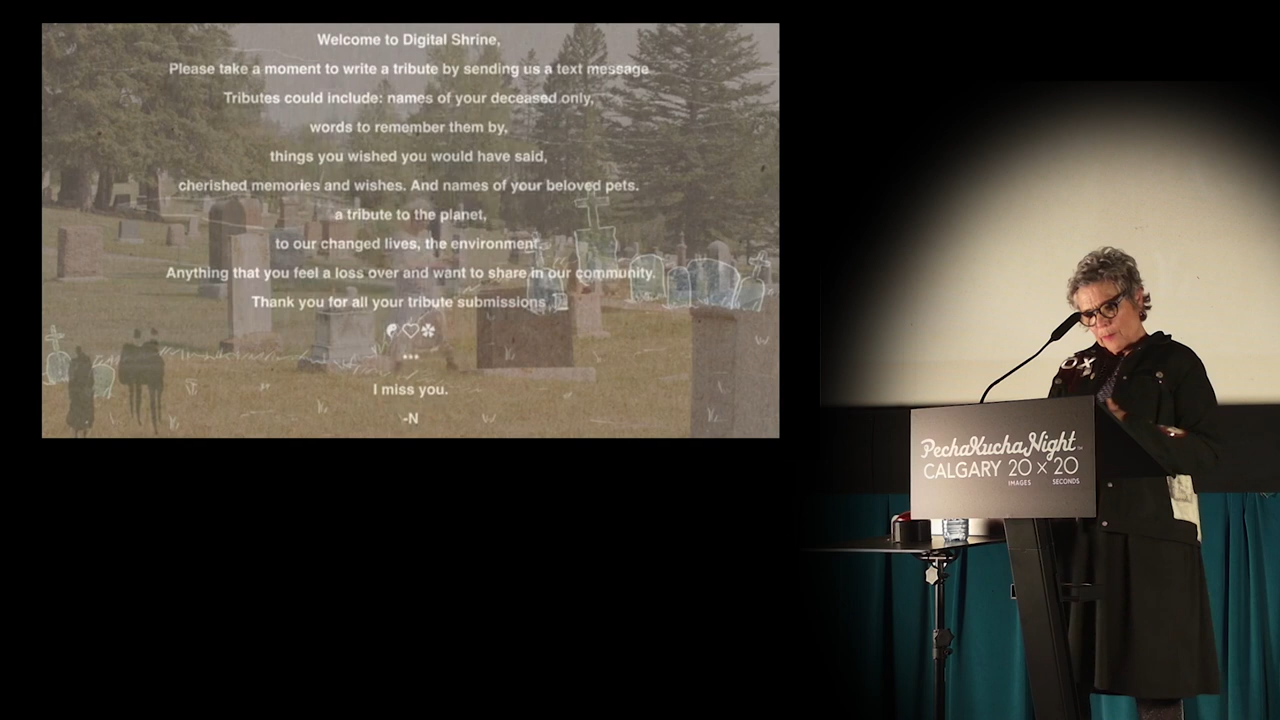 Welcome to Digital Shrine,
Please take a moment to write a tribute by sending us a text message
Tributes could include: names of your deceased only,
words to remember them by,
things you wished you would have said,
cherished memories and wishes. And names of your beloved pets.
a tribute to the planet,
to our changed lives, the environment.
Anything that you feel a loss over and want to share in our community.
Thank you for all your tribute submissions
☯♡✤
...
I miss you.
-N
OX
PechaKucha Night™
CALGARY 20 x 20
IMAGES SECONDS